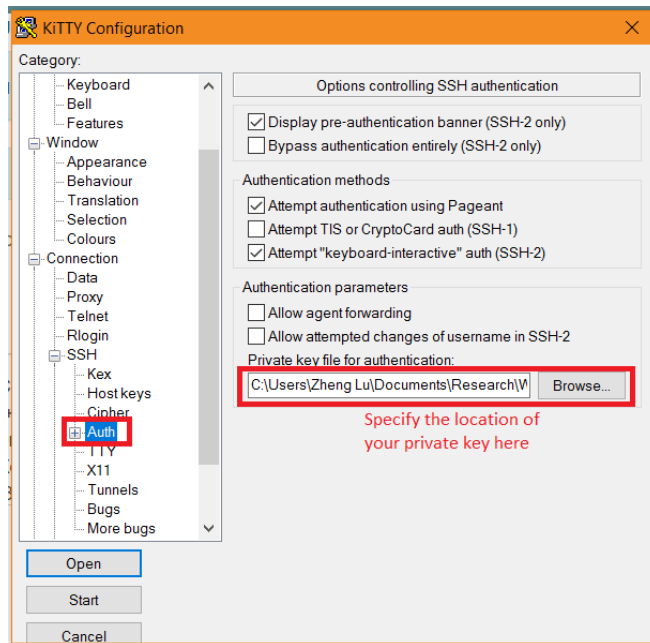 KiTTY Configuration
Category:
Keyboard
Bell
Features
Window
Appearance
Behaviour
Translation
Selection
Colours
Connection
Data
Proxy
Telnet
Rlogin
SSH
Kex
Host keys
Cipher
Auth
TTY
X11
Tunnels
Bugs
More bugs
Options controlling SSH authentication
Display pre-authentication banner (SSH-2 only)
Bypass authentication entirely (SSH-2 only)
Authentication methods
Attempt authentication using Pageant
Attempt TIS or CryptoCard auth (SSH-1)
Attempt "keyboard-interactive" auth (SSH-2)
Authentication parameters
Allow agent forwarding
Allow attempted changes of username in SSH-2
Private key file for authentication:
C:\Users\Zheng Lu\Documents\Research\W Browse...
Specify the location of
your private key here
Open
Start
Cancel